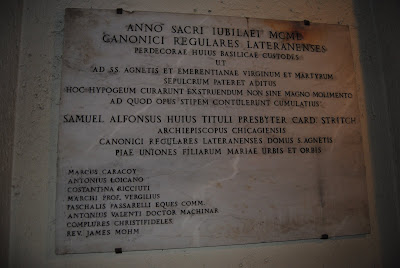 ANNO SACRI IUBILAEI MCML
CANONICI REGULARES LATERANENSES
PERDECORAE HUIUS BASILICAE CUSTODES
UT
AD SS. AGNETIS ET EMERENTIANAE VIRGINUM ET MARTYRUM
SEPULCRUM PATERET ADITUS
HOC HYPOGEUM CURARUNT EXSTRUENDUM NON SINE MAGNO MOLIMENTO
AD QUOD OPUS STIPEM CONTULERUNT CUMULATIUS
SAMUEL ALFONSUS HUIUS TITULI PRESBYTER CARD. STRITCH
ARCHIEPISCOPUS CHICAGIENSIS
CANONICI REGULARES LATERANENSES DOMUS S. AGNETIS
PIAE UNIONES FILIARUM MARIAE URBIS ET ORBIS
MARCUS CARACOY
ANTONIUS LOICANO
COSTANTINA RICCIUTI
MARCHI PROF. VERGILIUS
PASCHALIS PASSARELLI EQUES COMM.
ANTONIUS VALENTI DOCTOR MACHINAR.
COMPLURES CHRISTIFIDELES
REV. JAMES MOHM